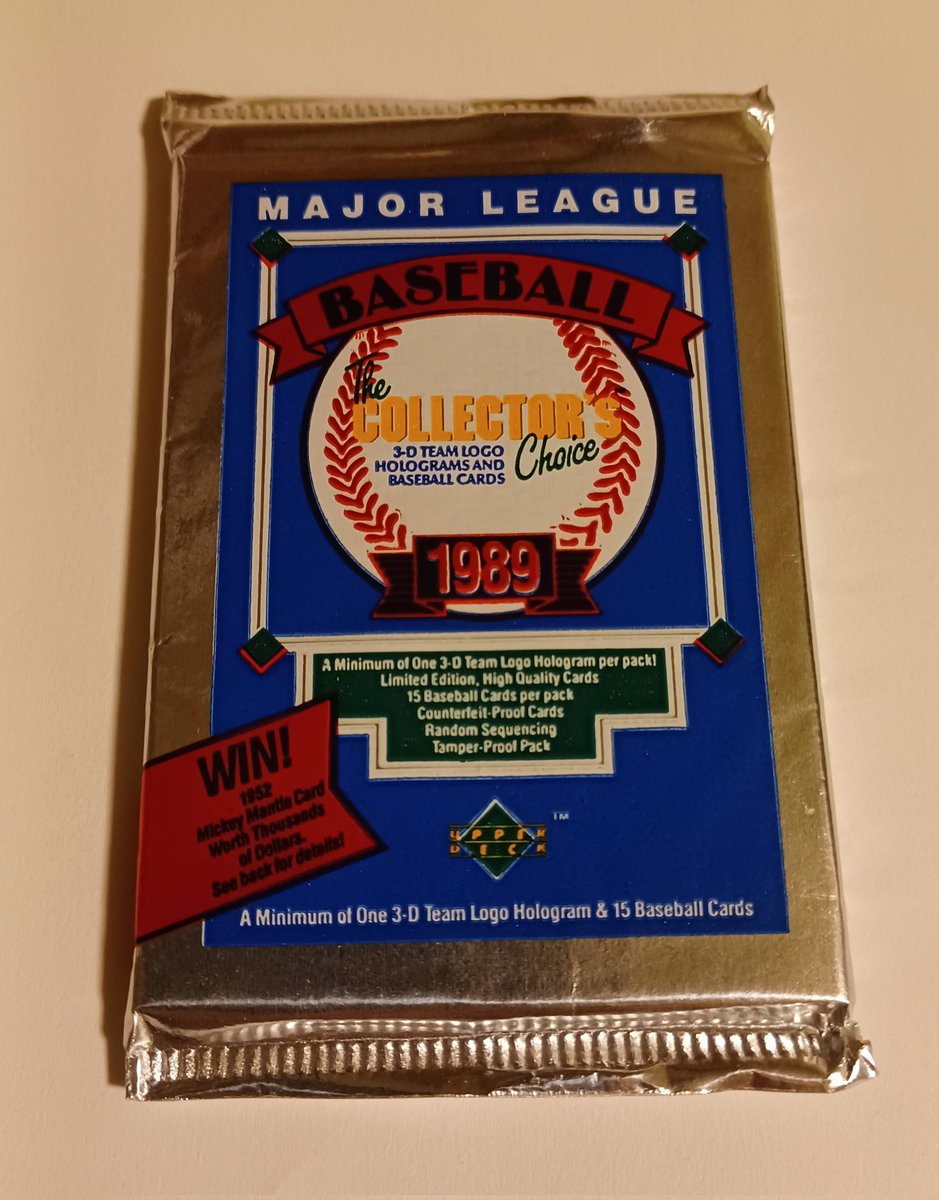 MAJOR LEAGUE
BASEBALL
The
COLLECTOR'S
Choice
3-D TEAM LOGO
HOLOGRAMS AND
BASEBALL CARDS
1989
A Minimum of One 3-D Team Logo Hologram per pack!
Limited Edition, High Quality Cards
15 Baseball Cards per pack
Counterfeit-Proof Cards
Random Sequencing
Tamper-Proof Pack
WIN!
1952
Mickey Mantle Card
Worth Thousands
of Dollars.
See back for details!
UPPER
DECK
TM
A Minimum of One 3-D Team Logo Hologram & 15 Baseball Cards